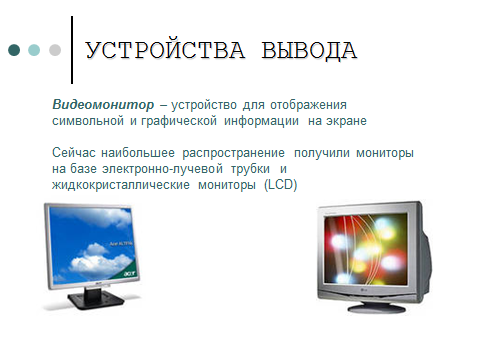 УСТРОЙСТВА ВЫВОДА
Видеомонитор – устройство для отображения
символьной и графической информации на экране
Сейчас наибольшее распространение получили мониторы
на базе электронно-лучевой трубки и
жидкокристаллические мониторы (LCD)
acer